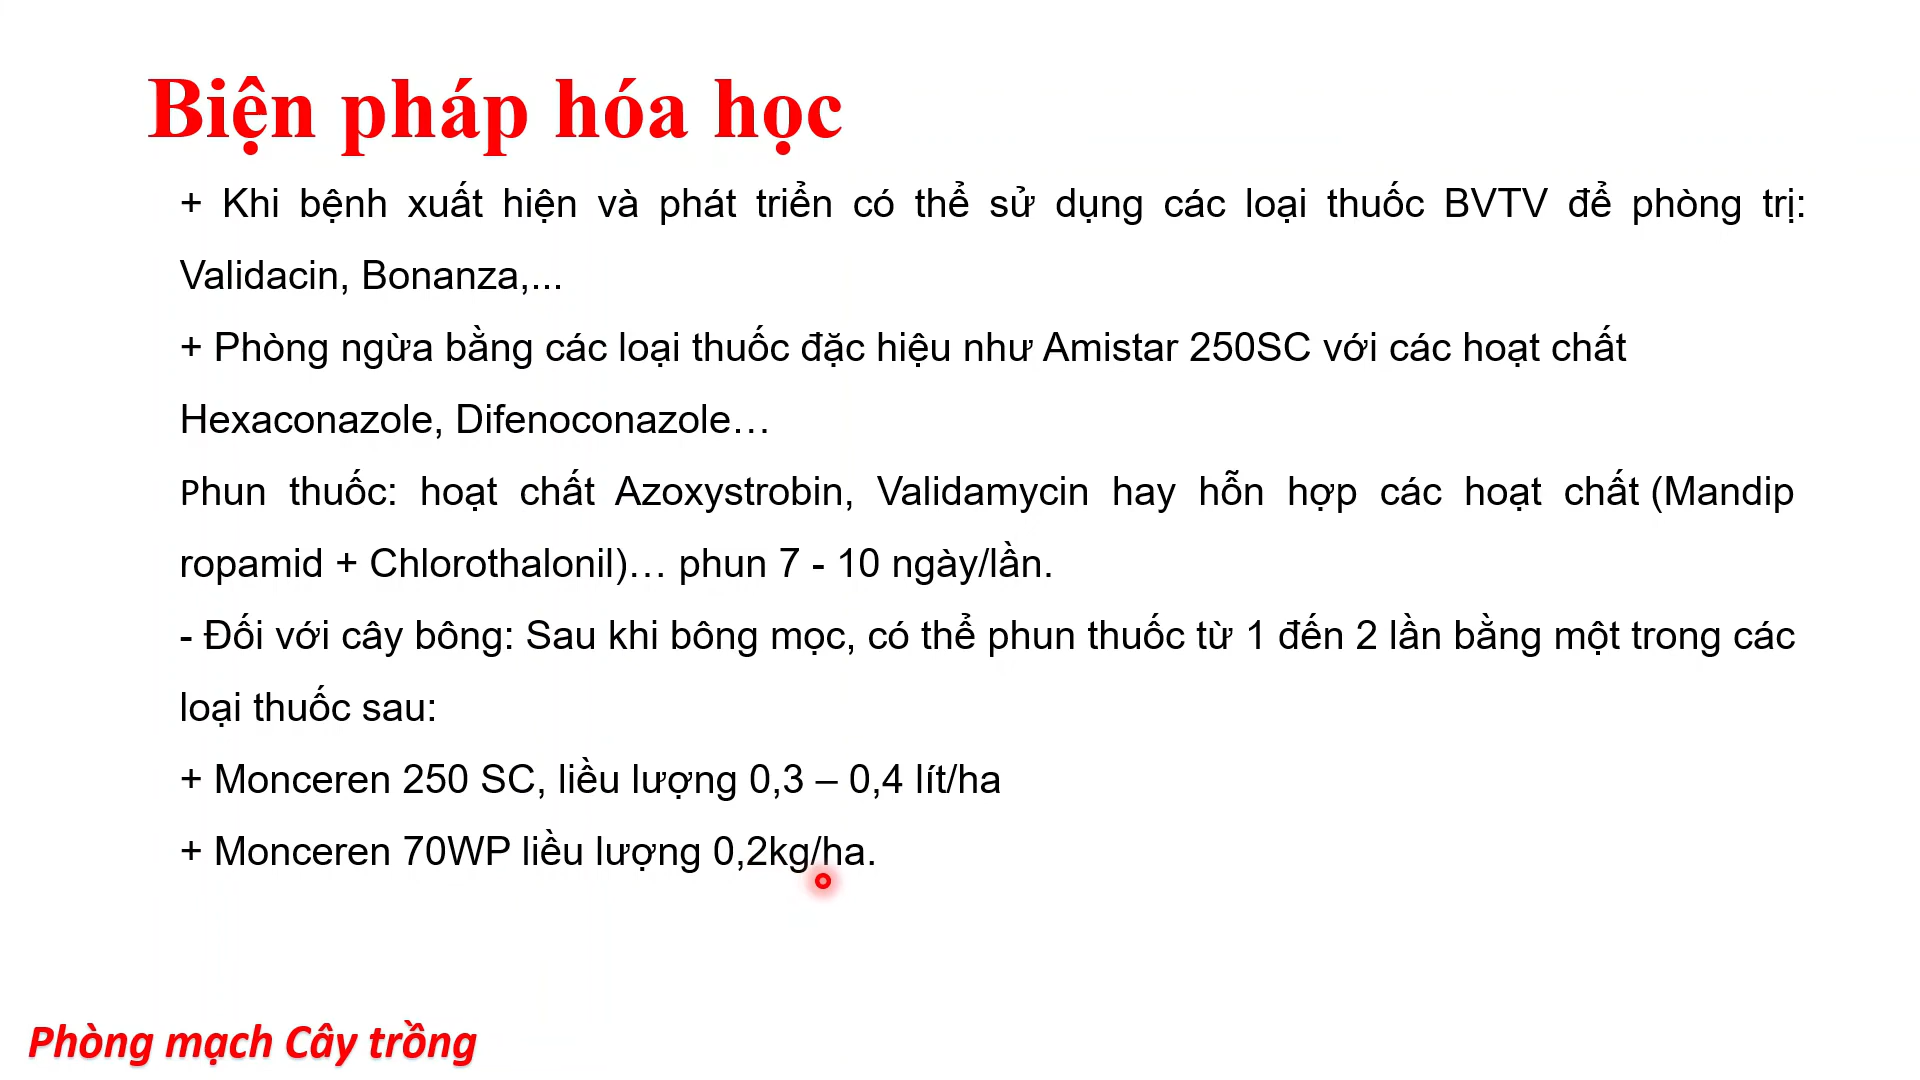 Biện pháp hóa học
+ Khi bệnh xuất hiện và phát triển có thể sử dụng các loại thuốc BVTV để phòng trị:
Validacin, Bonanza,...
+ Phòng ngừa bằng các loại thuốc đặc hiệu như Amistar 250SC với các hoạt chất
Hexaconazole, Difenoconazole…
Phun thuốc: hoạt chất Azoxystrobin, Validamycin hay hỗn hợp các hoạt chất (Mandip
ropamid + Chlorothalonil)… phun 7 - 10 ngày/lần.
- Đối với cây bông: Sau khi bông mọc, có thể phun thuốc từ 1 đến 2 lần bằng một trong các
loại thuốc sau:
+ Monceren 250 SC, liều lượng 0,3 – 0,4 lít/ha
+ Monceren 70WP liều lượng 0,2kg/ha.
Phòng mạch Cây trồng